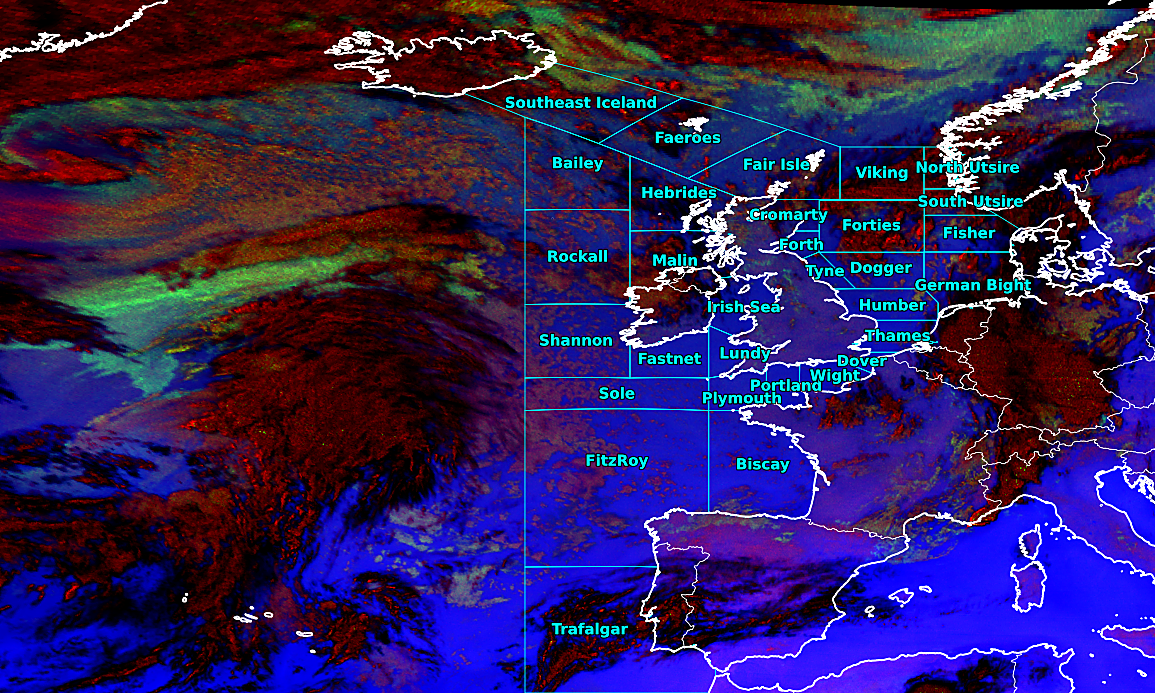 Southeast Iceland
Faeroes
Bailey
Fair Isle
Viking
North Utsire
Hebrides
South Utsire
Cromarty
Forties
Fisher
Forth
Rockall
Malin
Tyne
Dogger
German Bight
Irish Sea
Humber
Shannon
Thames
Fastnet
Lundy
Dover
Wight
Portland
Sole
Plymouth
FitzRoy
Biscay
Trafalgar